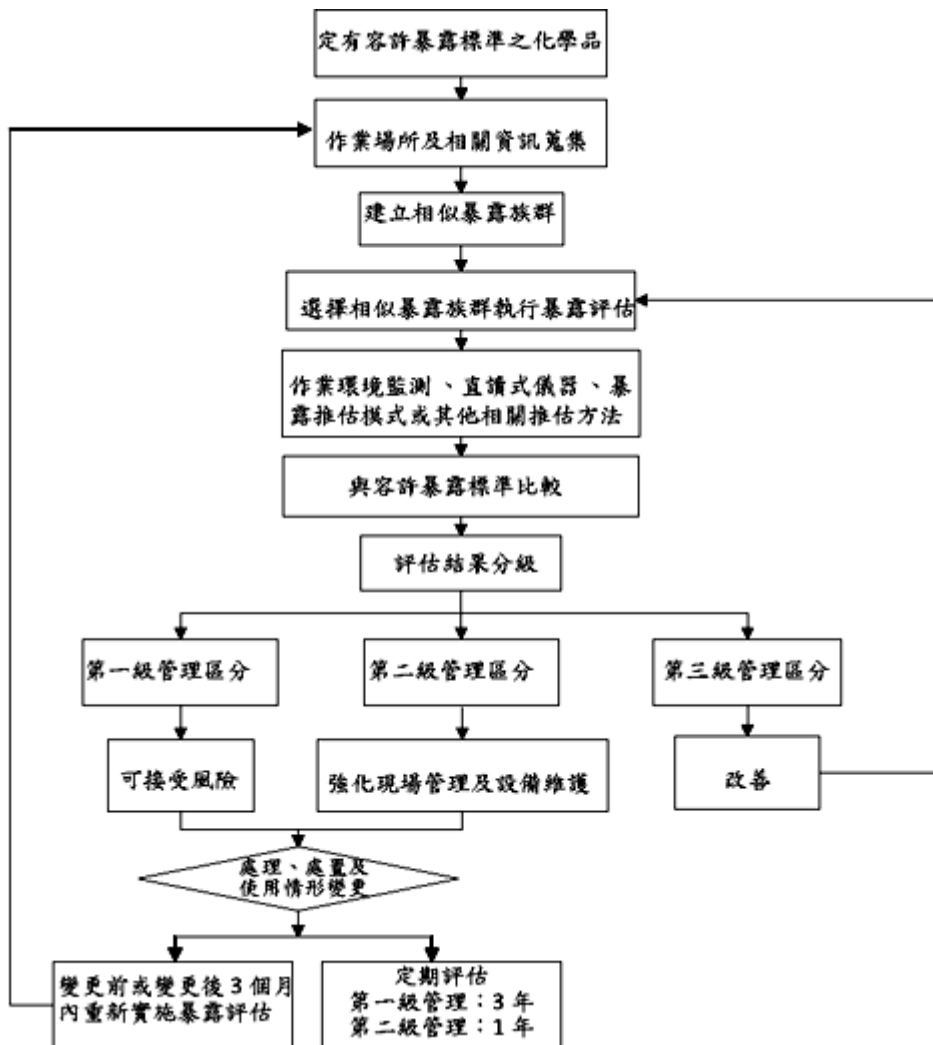 定有容許暴露標準之化學品
作業場所及相關資訊蒐集
建立相似暴露族群
選擇相似暴露族群執行暴露評估
作業環境監測、直讀式儀器、暴
露推估模式或其他相關推估方法
與容許暴露標準比較
評估結果分級
第一級管理區分
第二級管理區分
第三級管理區分
可接受風險
強化現場管理及設備維護
改善
處理、處置及
使用情形變更
變更前或變更後3個月
內重新實施暴露評估
定期評估
第一級管理：3年
第二級管理：1年